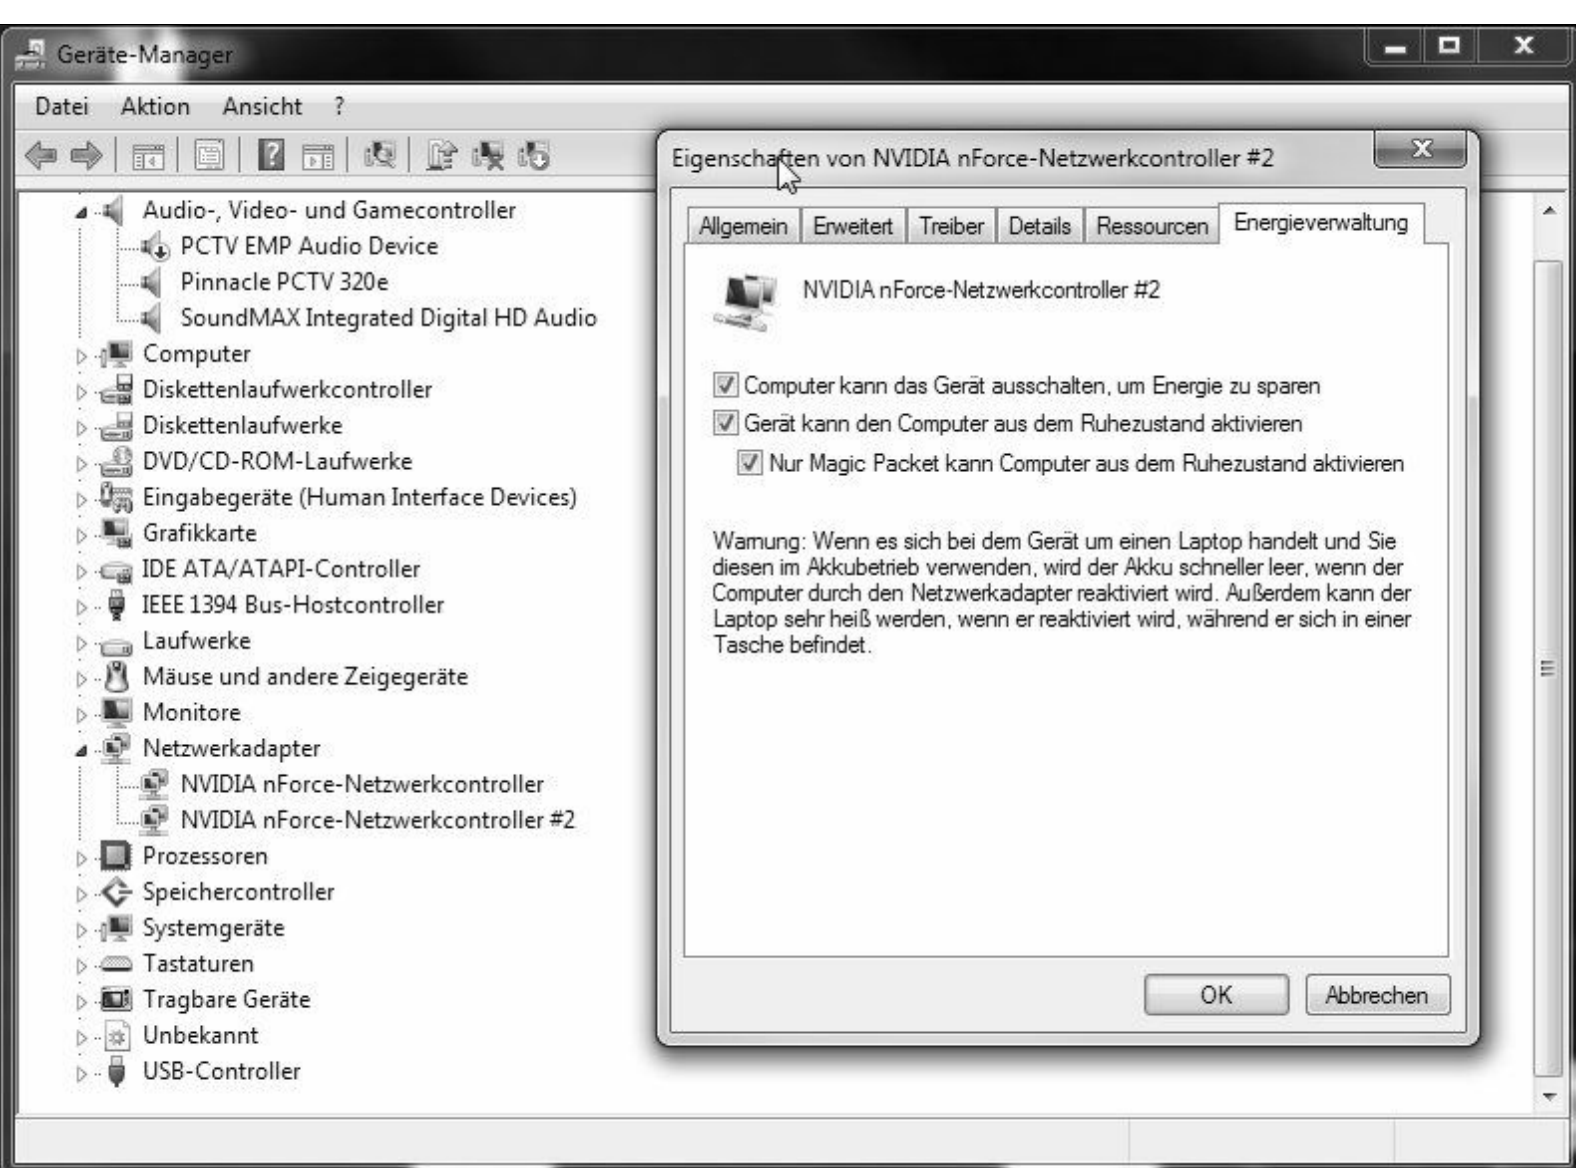 Geräte-Manager
Datei Aktion Ansicht ?
Audio-, Video- und Gamecontroller
PCTV EMP Audio Device
Pinnacle PCTV 320e
SoundMAX Integrated Digital HD Audio
Computer
Diskettenlaufwerkcontroller
Diskettenlaufwerke
DVD/CD-ROM-Laufwerke
Eingabegeräte (Human Interface Devices)
Grafikkarte
IDE ATA/ATAPI-Controller
IEEE 1394 Bus-Hostcontroller
Laufwerke
Mäuse und andere Zeigegeräte
Monitore
Netzwerkadapter
NVIDIA nForce-Netzwerkcontroller
NVIDIA nForce-Netzwerkcontroller #2
Prozessoren
Speichercontroller
Systemgeräte
Tastaturen
Tragbare Geräte
Unbekannt
USB-Controller
Eigenschaften von NVIDIA nForce-Netzwerkcontroller #2
Allgemein Erweitert Treiber Details Ressourcen Energieverwaltung
NVIDIA nForce-Netzwerkcontroller #2
Computer kann das Gerät ausschalten, um Energie zu sparen
Gerät kann den Computer aus dem Ruhezustand aktivieren
Nur Magic Packet kann Computer aus dem Ruhezustand aktivieren
Warnung: Wenn es sich bei dem Gerät um einen Laptop handelt und Sie
diesen im Akkubetrieb verwenden, wird der Akku schneller leer, wenn der
Computer durch den Netzwerkadapter reaktiviert wird. Außerdem kann der
Laptop sehr heiß werden, wenn er reaktiviert wird, während er sich in einer
Tasche befindet.
OK Abbrechen